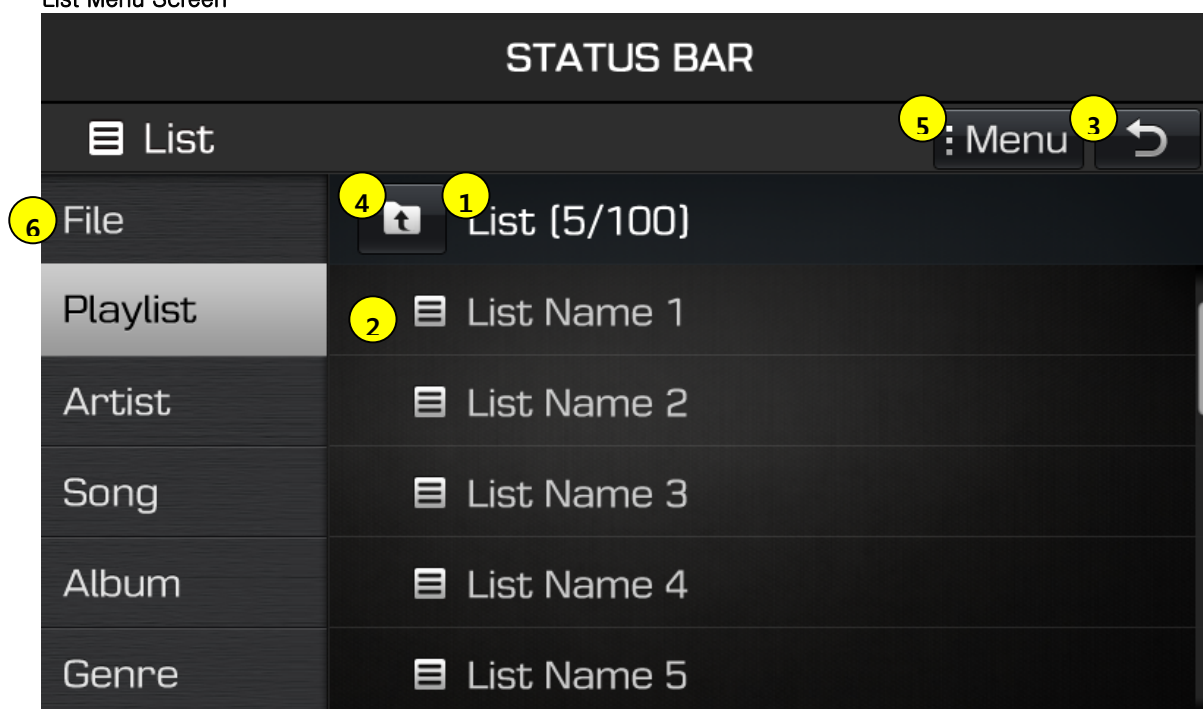 List Menu Screen
STATUS BAR
List
5
Menu
3
6
File
4
1
List (5/100)
Playlist
2
List Name 1
Artist
List Name 2
Song
List Name 3
Album
List Name 4
Genre
List Name 5